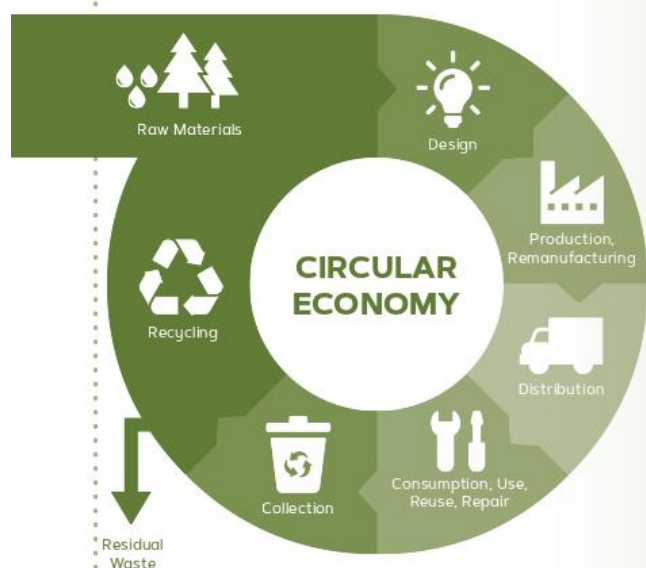 Raw Materials
Design
Production,
Remanufacturing
CIRCULAR
ECONOMY
Recycling
Distribution
Consumption, Use,
Reuse, Repair
Collection
Residual
Waste